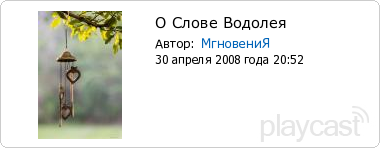 О Слове Водолея
Автор: МгновениЯ
30 апреля 2008 года 20:52
playcast